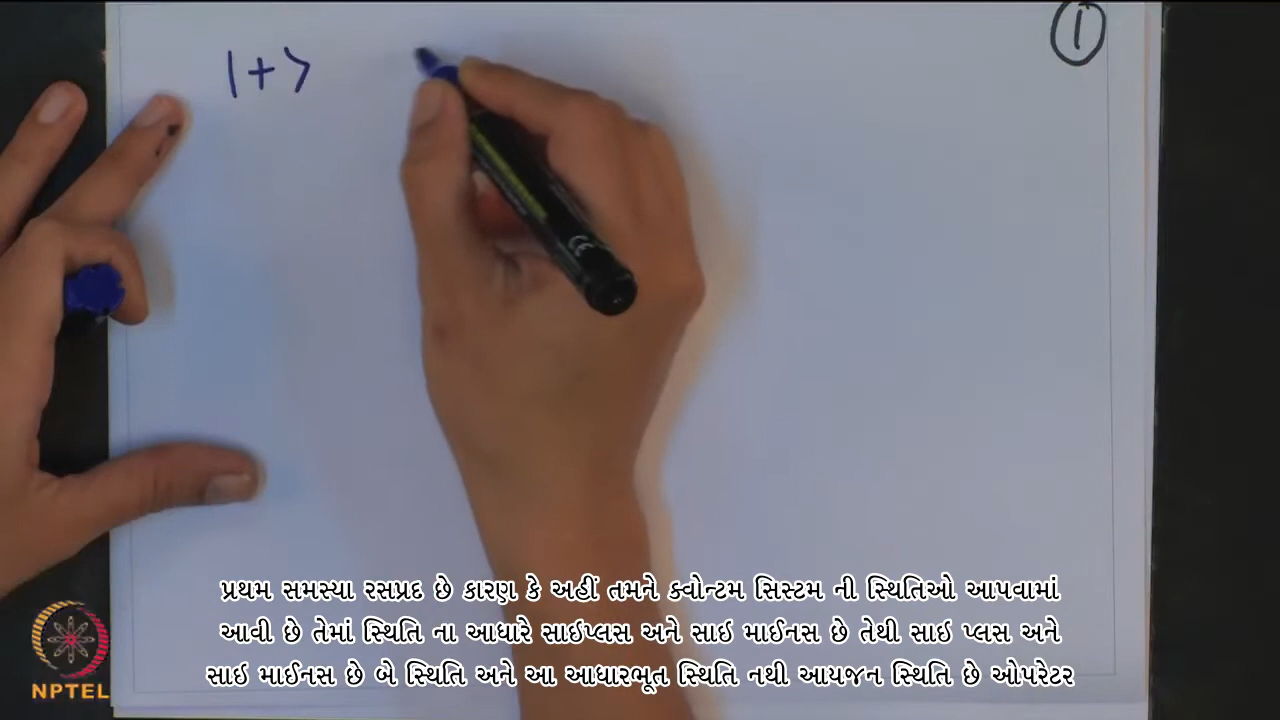 1
|+>
પ્રથમ સમસ્યા રસપ્રદ છે કારણ કે અહીં તમને ક્વોન્ટમ સિસ્ટમ ની સ્થિતિઓ આપવામાં
આવી છે તેમાં સ્થિતિ ના આધારે સાઇપ્લસ અને સાઇ માઈનસ છે તેથી સાઇ પ્લસ અને
સાઇ માઈનસ છે બે સ્થિતિ અને આ આધારભૂત સ્થિતિ નથી આયજન સ્થિતિ છે ઓપરેટર
NPTEL